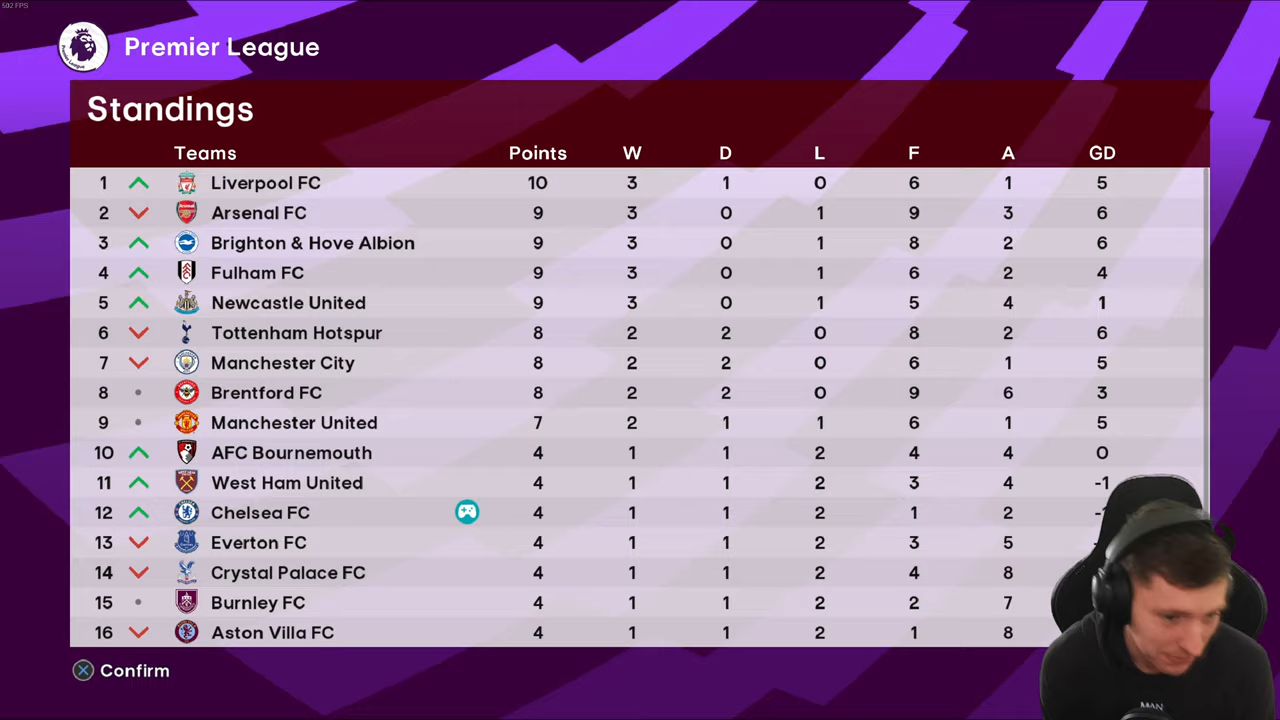 502 FPS
Premier League
Standings
Teams Points W D L F A GD
1 Liverpool FC 10 3 1 0 6 1 5
2 Arsenal FC 9 3 0 1 9 3 6
3 Brighton & Hove Albion 9 3 0 1 8 2 6
4 Fulham FC 9 3 0 1 6 2 4
5 Newcastle United 9 3 0 1 5 4 1
6 Tottenham Hotspur 8 2 2 0 8 2 6
7 Manchester City 8 2 2 0 6 1 5
8 Brentford FC 8 2 2 0 9 6 3
9 Manchester United 7 2 1 1 6 1 5
10 AFC Bournemouth 4 1 1 2 4 4 0
11 West Ham United 4 1 1 2 3 4 -1
12 Chelsea FC 4 1 1 2 1 2
13 Everton FC 4 1 1 2 3 5
14 Crystal Palace FC 4 1 1 2 4 8
15 Burnley FC 4 1 1 2 2 7
16 Aston Villa FC 4 1 1 2 1 8
Confirm
MAN